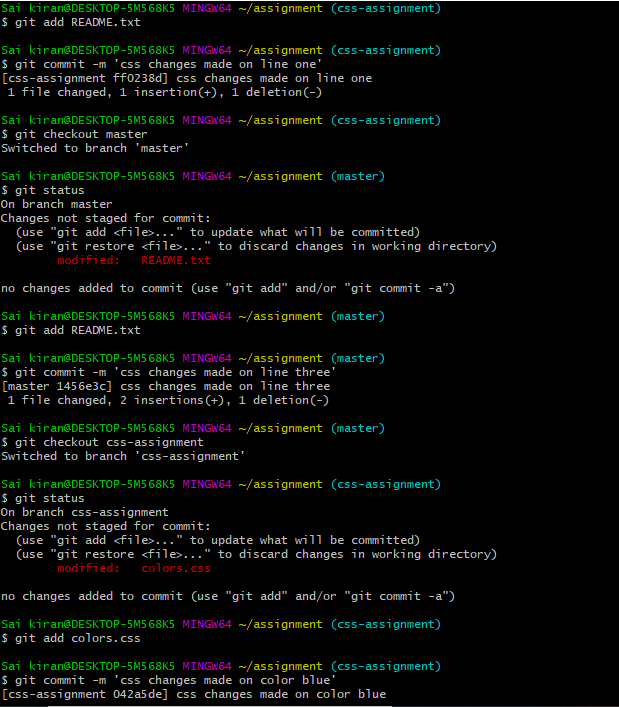 Sai kiran@DESKTOP-5M568K5 MINGW64 ~/assignment (css-assignment)
$ git add README.txt
Sai kiran@DESKTOP-5M568K5 MINGW64 ~/assignment (css-assignment)
$ git commit -m 'css changes made on line one'
[css-assignment ff0238d] css changes made on line one
 1 file changed, 1 insertion(+), 1 deletion(-)
Sai kiran@DESKTOP-5M568K5 MINGW64 ~/assignment (css-assignment)
$ git checkout master
Switched to branch 'master'
Sai kiran@DESKTOP-5M568K5 MINGW64 ~/assignment (master)
$ git status
On branch master
Changes not staged for commit:
  (use "git add <file>..." to update what will be committed)
  (use "git restore <file>..." to discard changes in working directory)
        modified:   README.txt
no changes added to commit (use "git add" and/or "git commit -a")
Sai kiran@DESKTOP-5M568K5 MINGW64 ~/assignment (master)
$ git add README.txt
Sai kiran@DESKTOP-5M568K5 MINGW64 ~/assignment (master)
$ git commit -m 'css changes made on line three'
[master 1456e3c] css changes made on line three
 1 file changed, 2 insertions(+), 1 deletion(-)
Sai kiran@DESKTOP-5M568K5 MINGW64 ~/assignment (master)
$ git checkout css-assignment
Switched to branch 'css-assignment'
Sai kiran@DESKTOP-5M568K5 MINGW64 ~/assignment (css-assignment)
$ git status
On branch css-assignment
Changes not staged for commit:
  (use "git add <file>..." to update what will be committed)
  (use "git restore <file>..." to discard changes in working directory)
        modified:   colors.css
no changes added to commit (use "git add" and/or "git commit -a")
Sai kiran@DESKTOP-5M568K5 MINGW64 ~/assignment (css-assignment)
$ git add colors.css
Sai kiran@DESKTOP-5M568K5 MINGW64 ~/assignment (css-assignment)
$ git commit -m 'css changes made on color blue'
[css-assignment 042a5de] css changes made on color blue